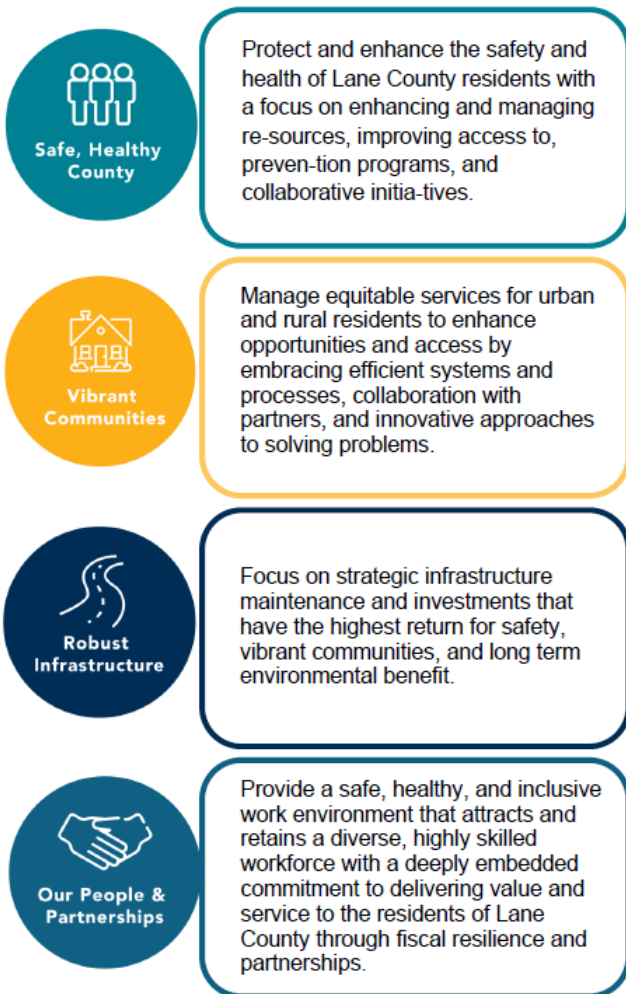 Safe, Healthy
County
Protect and enhance the safety and
health of Lane County residents with
a focus on enhancing and managing
re-sources, improving access to,
preven-tion programs, and
collaborative initia-tives.
Vibrant
Communities
Manage equitable services for urban
and rural residents to enhance
opportunities and access by
embracing efficient systems and
processes, collaboration with
partners, and innovative approaches
to solving problems.
Robust
Infrastructure
Focus on strategic infrastructure
maintenance and investments that
have the highest return for safety,
vibrant communities, and long term
environmental benefit.
Our People &
Partnerships
Provide a safe, healthy, and inclusive
work environment that attracts and
retains a diverse, highly skilled
workforce with a deeply embedded
commitment to delivering value and
service to the residents of Lane
County through fiscal resilience and
partnerships.